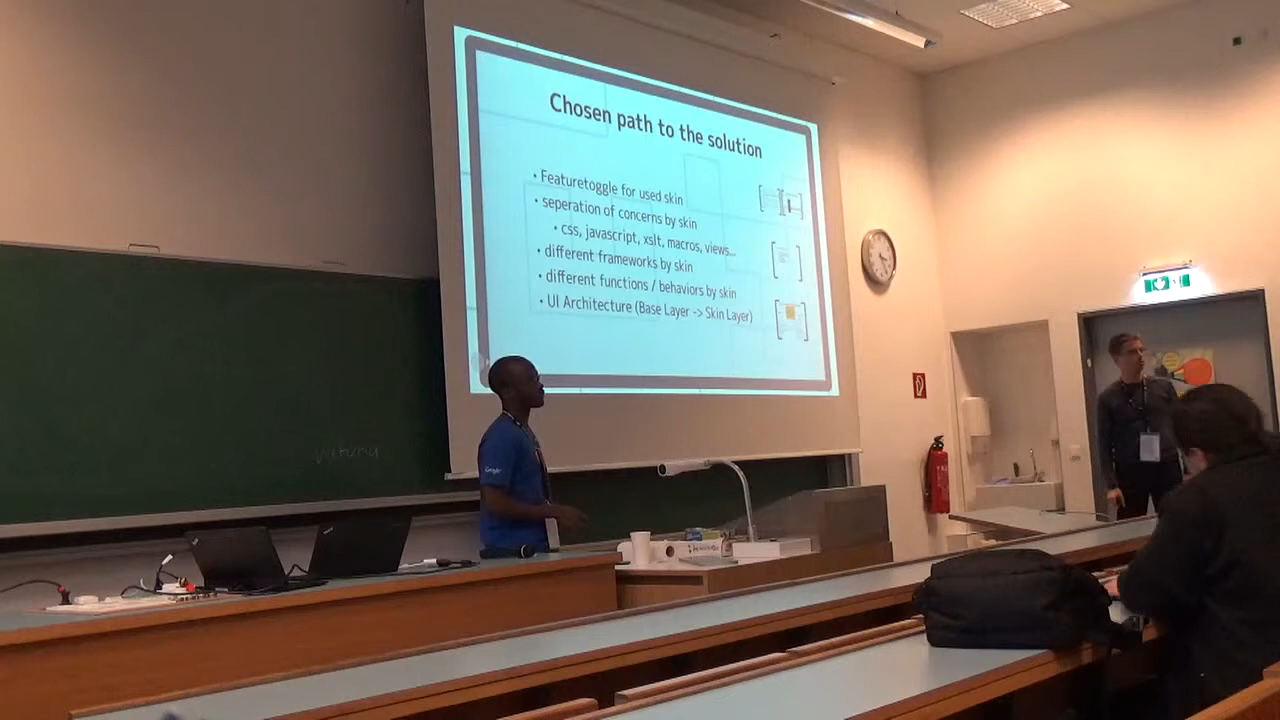 Chosen path to the solution
• Featuretoggle for used skin
• seperation of concerns by skin
• css, javascript, xslt, macros, views...
• different frameworks by skin
• different functions / behaviors by skin
• UI Architecture (Base Layer -> Skin Layer)
Google